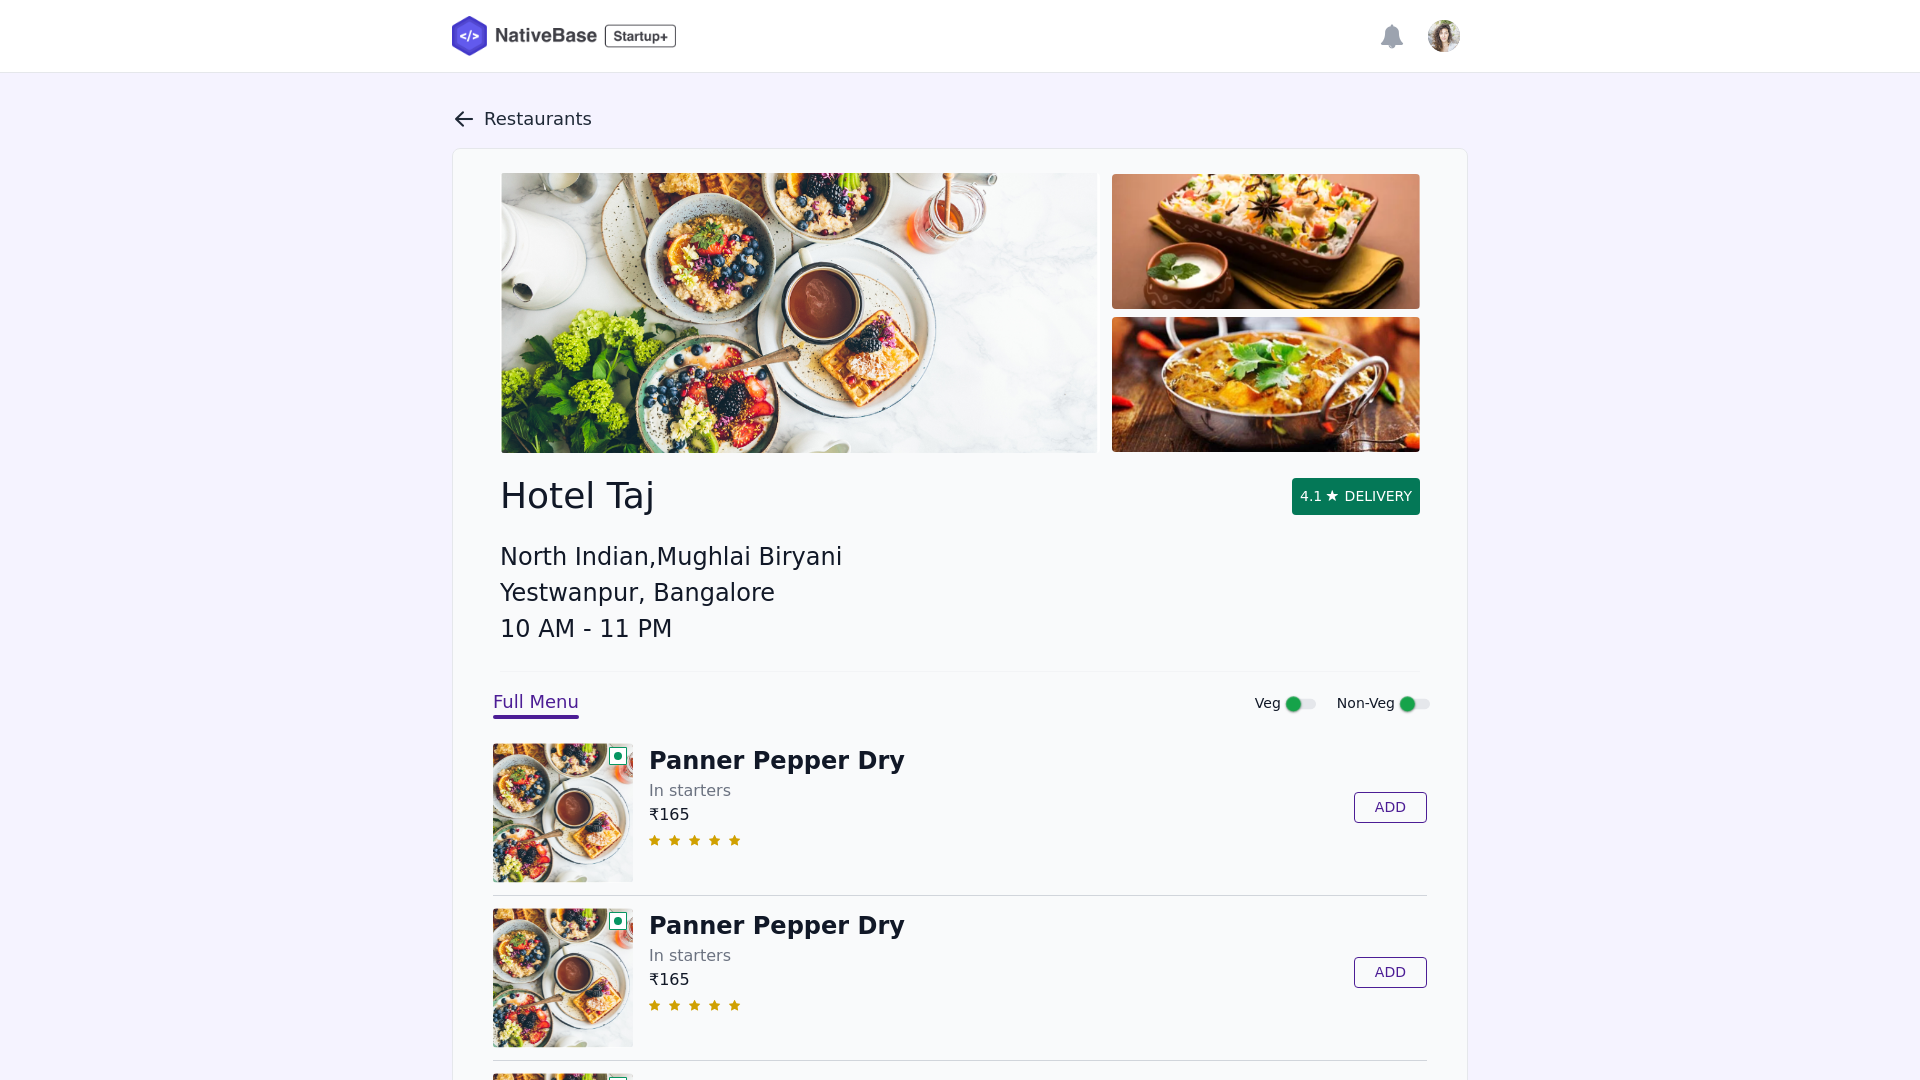 </> NativeBase Startup+
Restaurants
Hotel Taj
4.1 ★ DELIVERY
North Indian,Mughlai Biryani
Yestwanpur, Bangalore
10 AM - 11 PM
Full Menu
Veg
Non-Veg
Panner Pepper Dry
In starters
₹165
ADD
Panner Pepper Dry
In starters
₹165
ADD